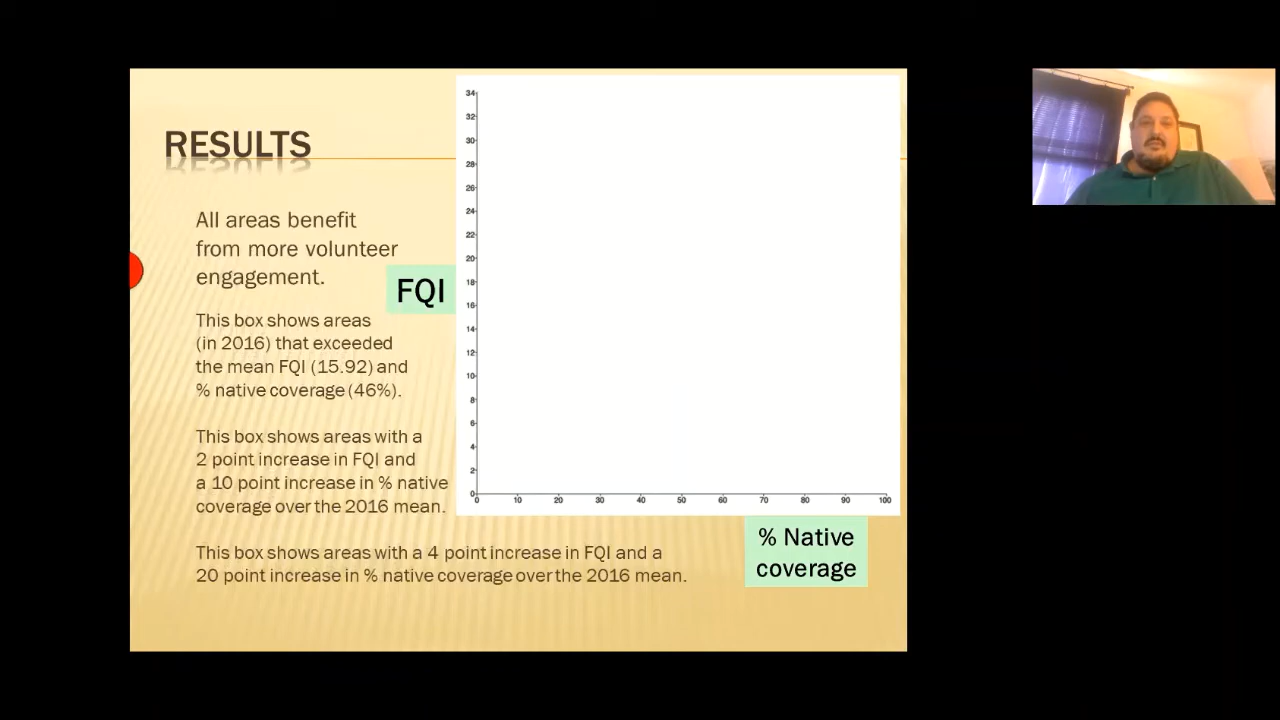 RESULTS
All areas benefit
from more volunteer
engagement.
This box shows areas
(in 2016) that exceeded
the mean FQI (15.92) and
% native coverage (46%).
This box shows areas with a
2 point increase in FQI and
a 10 point increase in % native
coverage over the 2016 mean.
This box shows areas with a 4 point increase in FQI and a
20 point increase in % native coverage over the 2016 mean.
FQI
34
32
30
28
26
24
22
20
18
16
14
12
10
8
6
4
2
0
0 10 20 30 40 50 60 70 80 90 100
% Native
coverage